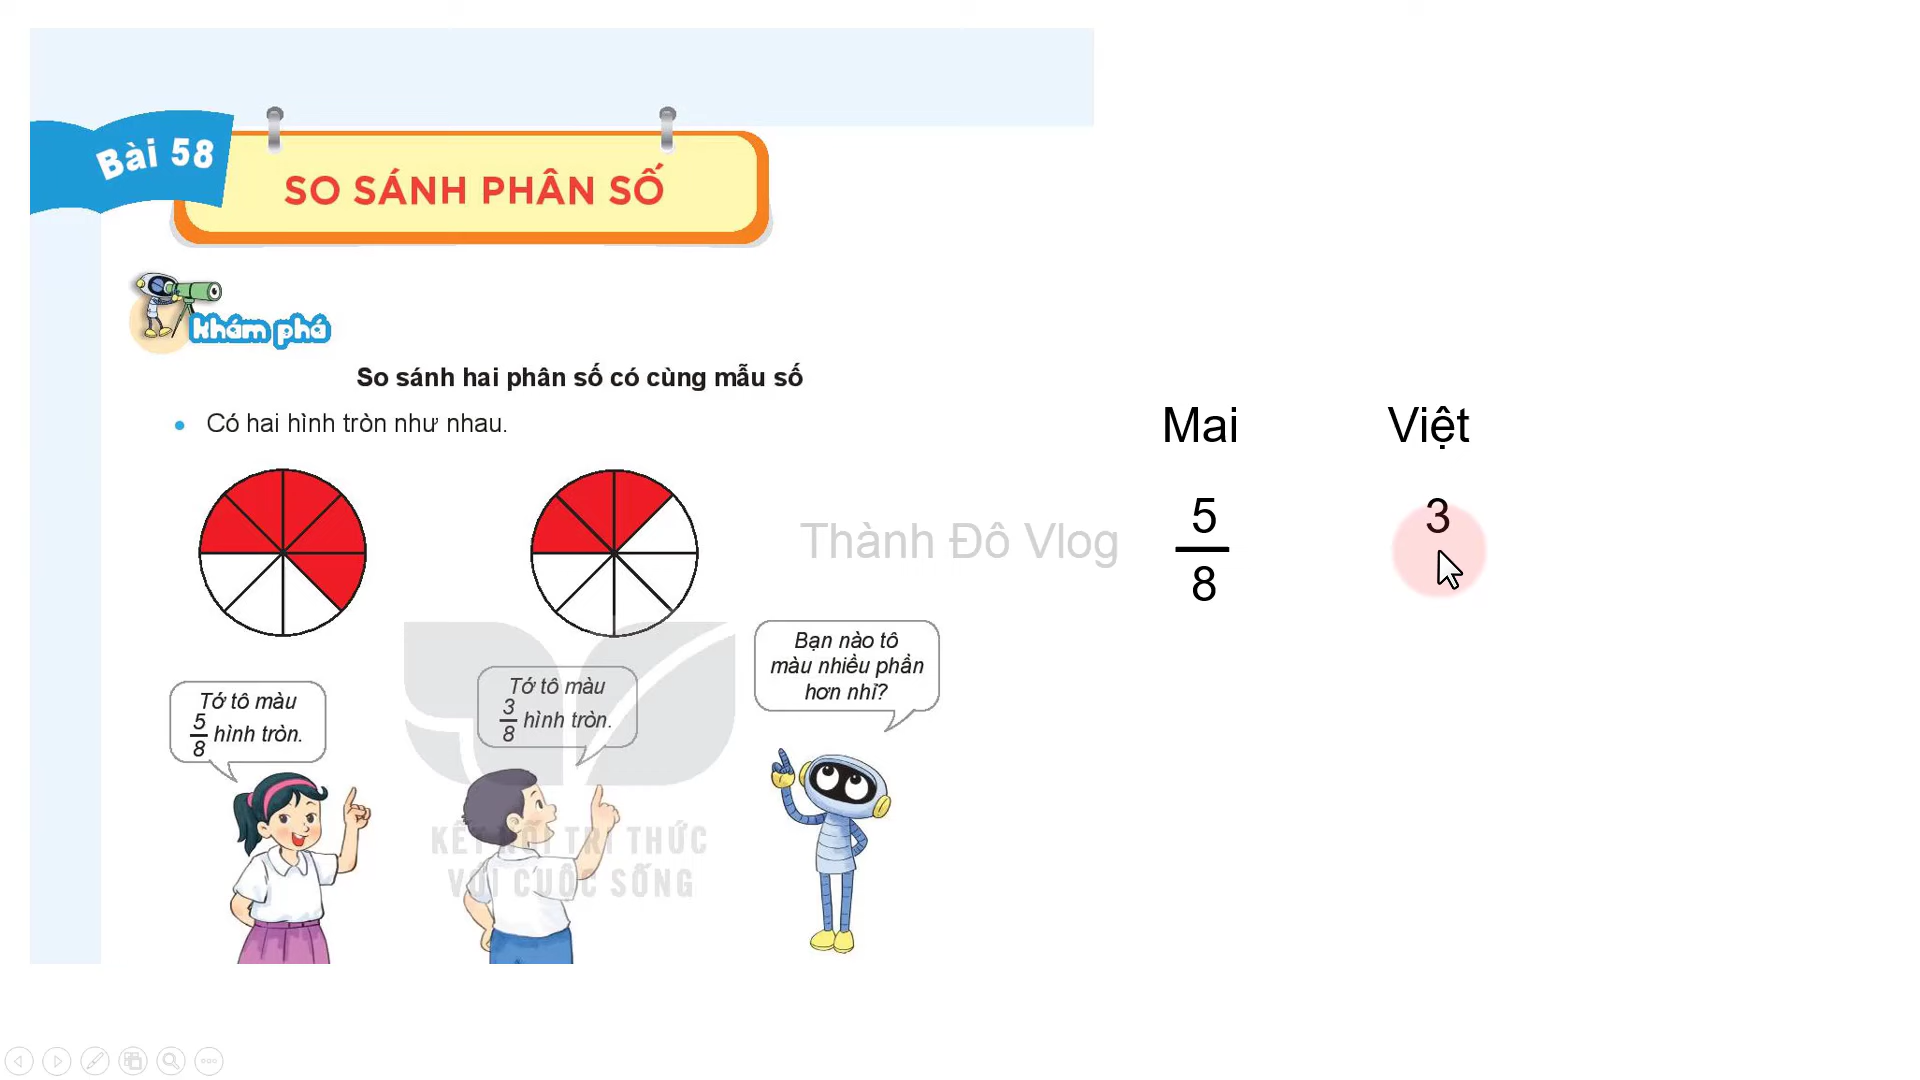 Bài 58
SO SÁNH PHÂN SỐ
khám phá
So sánh hai phân số có cùng mẫu số
• Có hai hình tròn như nhau.
Mai
Việt
5
8
3
Thành Đô Vlog
Bạn nào tô
màu nhiều phần
hơn nhỉ?
Tớ tô màu
3
8 hình tròn.
Tớ tô màu
5
8 hình tròn.
KẾT NỐI TRI THỨC
VỚI CUỘC SỐNG